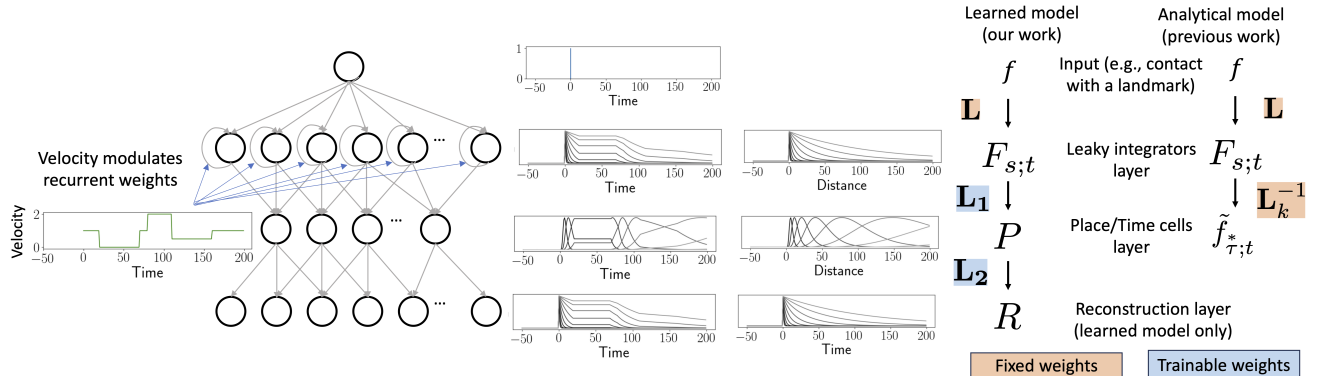 Learned model
(our work)
Analytical model
(previous work)
1
0
−50 0 50 100 150 200
Time
f
Input (e.g., contact
with a landmark)
f
L
L
Velocity modulates
recurrent weights
...
−50 0 50 100 150 200
Time
−50 0 50 100 150 200
Distance
F_{s;t}
Leaky integrators
layer
F_{s;t}
L_1
L_k^{-1}
Velocity
2
0
−50 0 50 100 150 200
Time
...
−50 0 50 100 150 200
Time
−50 0 50 100 150 200
Distance
P
Place/Time cells
layer
\tilde{f}^*_{τ;t}
L_2
...
−50 0 50 100 150 200
Time
−50 0 50 100 150 200
Distance
R
Reconstruction layer
(learned model only)
Fixed weights
Trainable weights